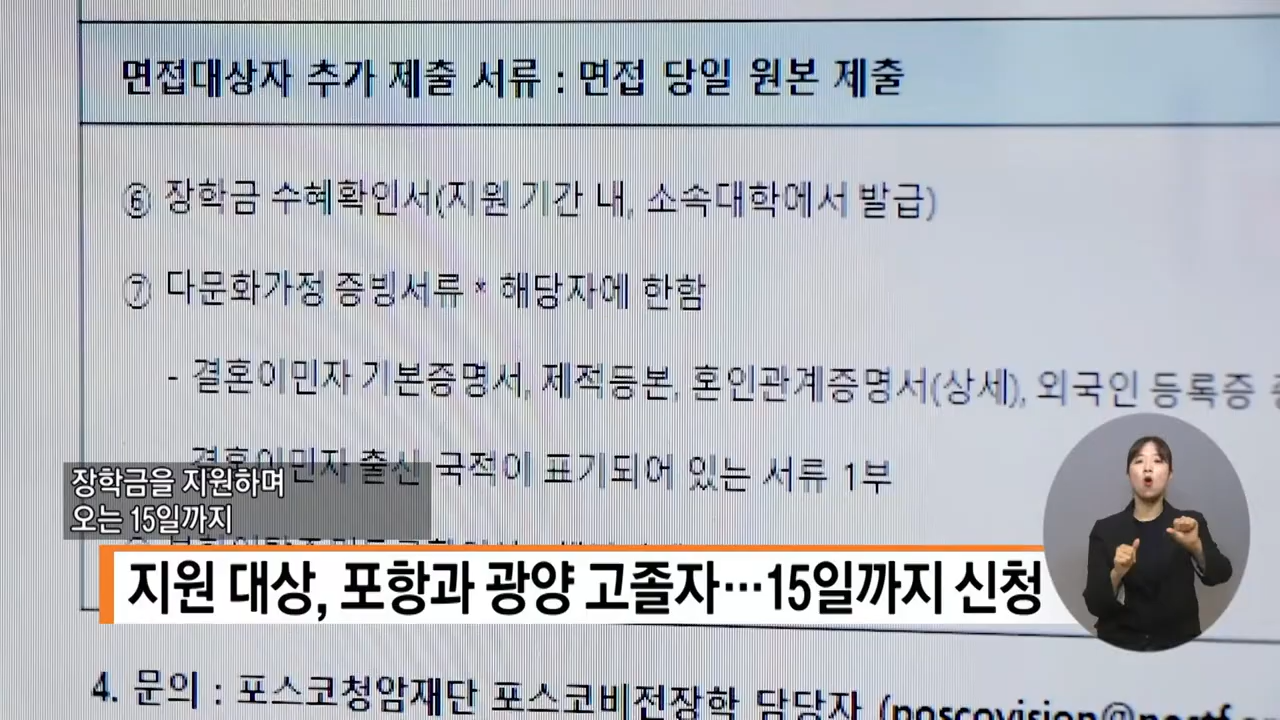 면접대상자 추가 제출 서류 : 면접 당일 원본 제출
⑥ 장학금 수혜확인서(지원 기간 내, 소속대학에서 발급)
⑦ 다문화가정 증빙서류 * 해당자에 한함
- 결혼이민자 기본증명서, 제적등본, 혼인관계증명서(상세), 외국인 등록증
결혼이민자 출신 국적이 표기되어 있는 서류 1부
장학금을 지원하며
오는 15일까지
지원 대상, 포항과 광양 고졸자…15일까지 신청
4. 문의 : 포스코청암재단 포스코비전장학 담당자